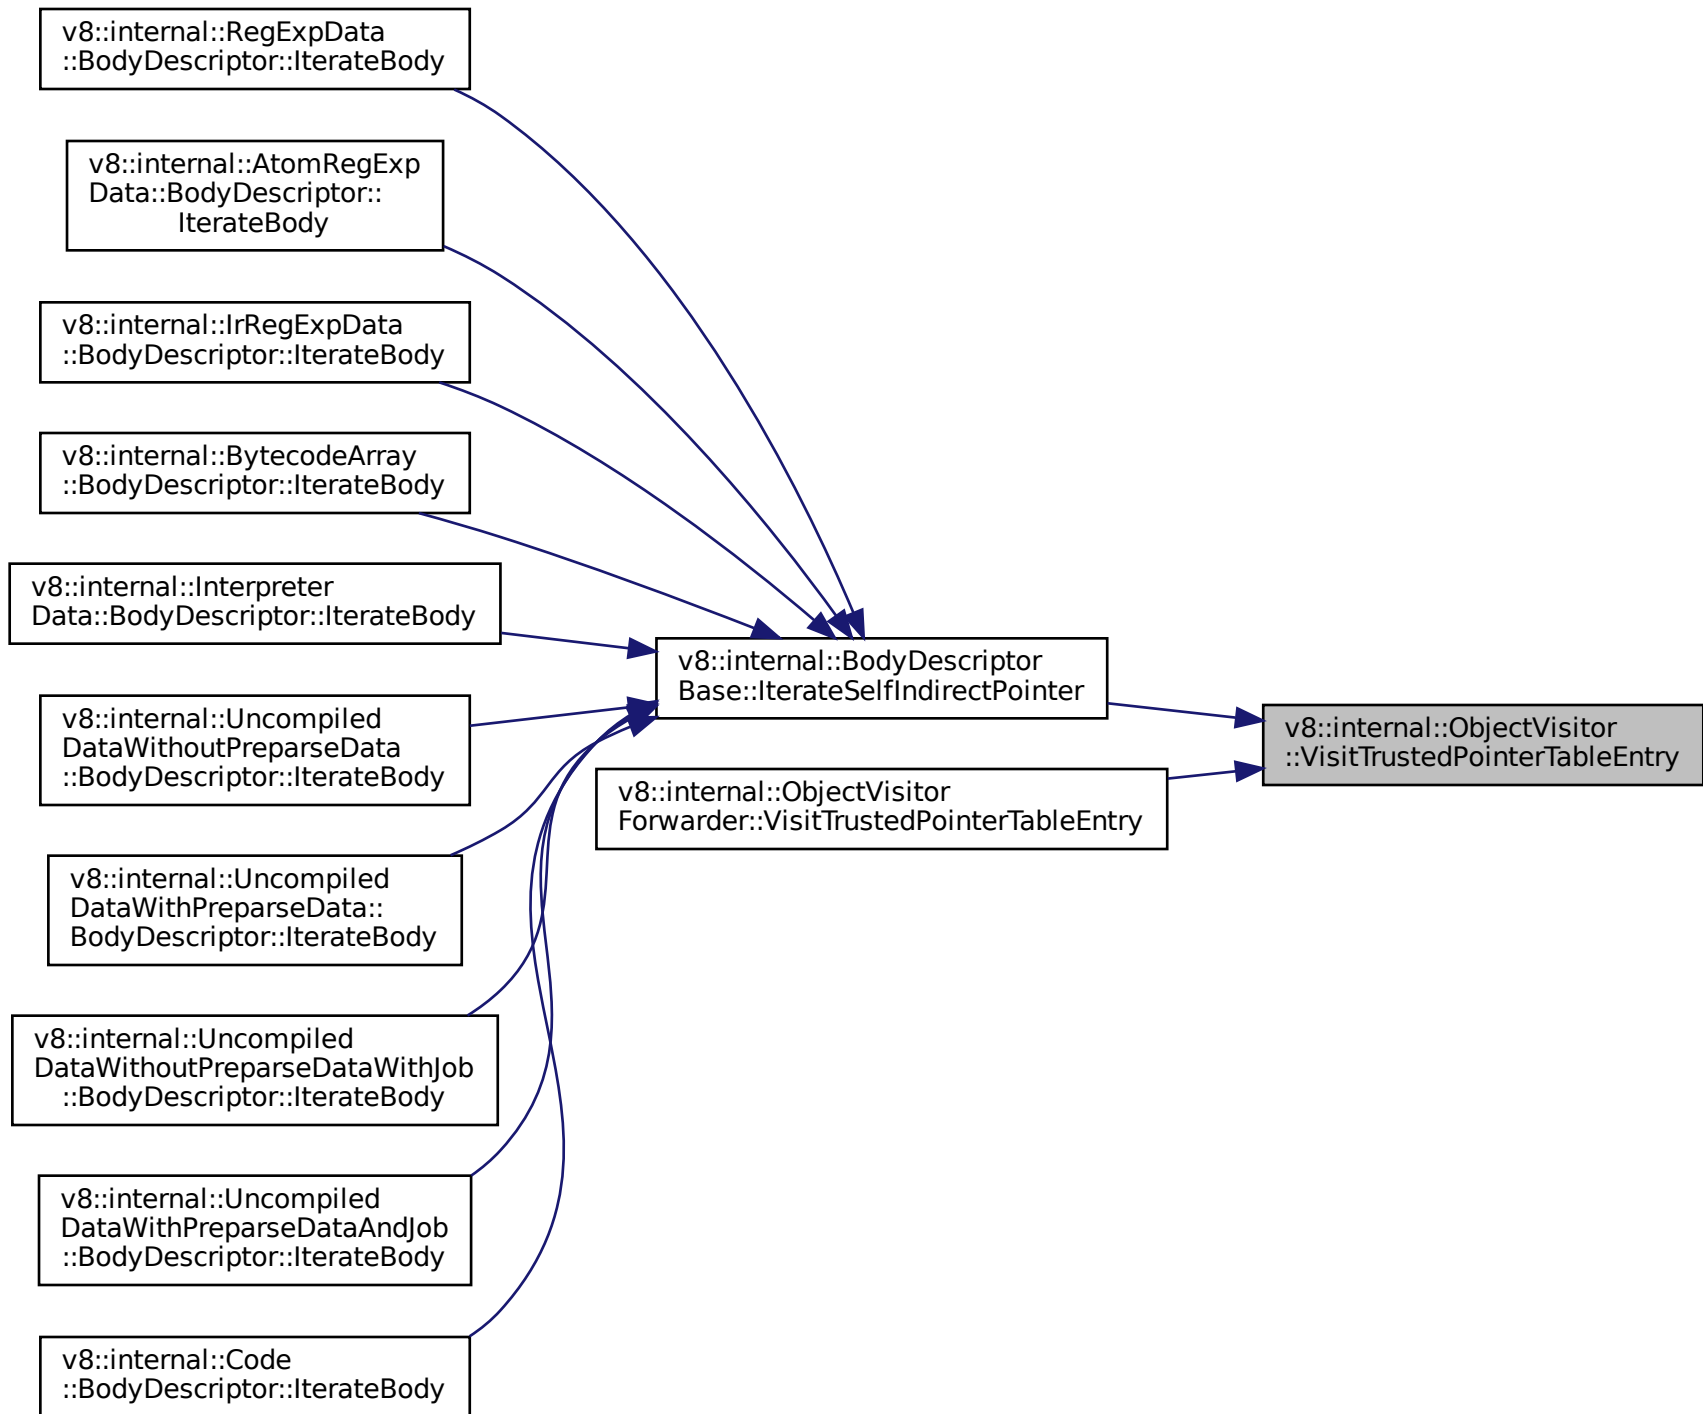 v8::internal::RegExpData
::BodyDescriptor::IterateBody
v8::internal::AtomRegExp
Data::BodyDescriptor::
IterateBody
v8::internal::IrRegExpData
::BodyDescriptor::IterateBody
v8::internal::BytecodeArray
::BodyDescriptor::IterateBody
v8::internal::Interpreter
Data::BodyDescriptor::IterateBody
v8::internal::Uncompiled
DataWithoutPreparseData
::BodyDescriptor::IterateBody
v8::internal::Uncompiled
DataWithPreparseData::
BodyDescriptor::IterateBody
v8::internal::Uncompiled
DataWithoutPreparseDataWithJob
::BodyDescriptor::IterateBody
v8::internal::Uncompiled
DataWithPreparseDataAndJob
::BodyDescriptor::IterateBody
v8::internal::Code
::BodyDescriptor::IterateBody
v8::internal::BodyDescriptor
Base::IterateSelfIndirectPointer
v8::internal::ObjectVisitor
Forwarder::VisitTrustedPointerTableEntry
v8::internal::ObjectVisitor
::VisitTrustedPointerTableEntry